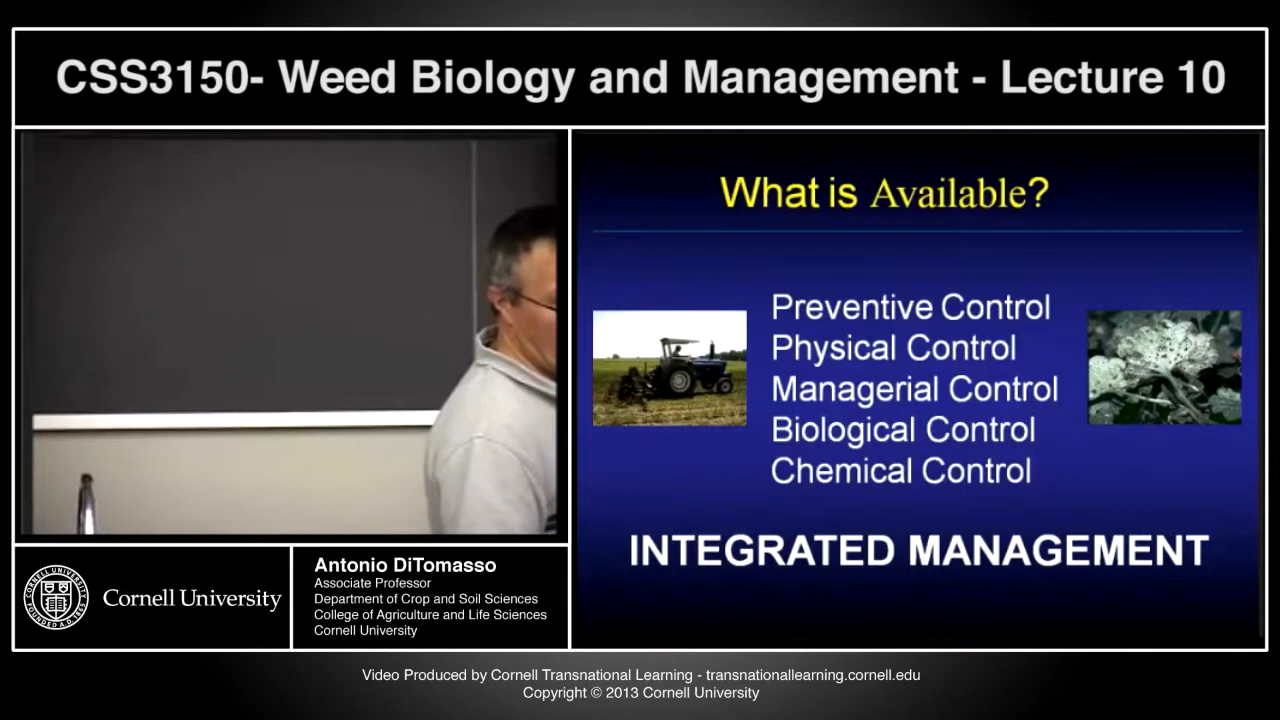 CSS3150- Weed Biology and Management - Lecture 10
What is Available?
Preventive Control
Physical Control
Managerial Control
Biological Control
Chemical Control
INTEGRATED MANAGEMENT
Cornell University
Antonio DiTomasso
Associate Professor
Department of Crop and Soil Sciences
College of Agriculture and Life Sciences
Cornell University
Video Produced by Cornell Transnational Learning - transnationallearning.cornell.edu
Copyright © 2013 Cornell University